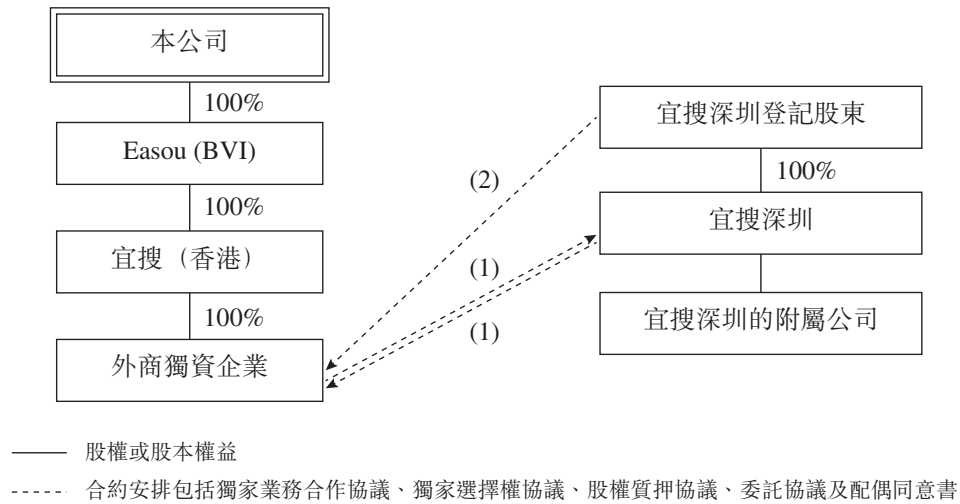 本公司
100%
Easou (BVI)
100%
宜搜（香港）
100%
外商獨資企業
宜搜深圳登記股東
100%
宜搜深圳
宜搜深圳的附屬公司
(2)
(1)
(1)
股權或股本權益
合約安排包括獨家業務合作協議、獨家選擇權協議、股權質押協議、委託協議及配偶同意書